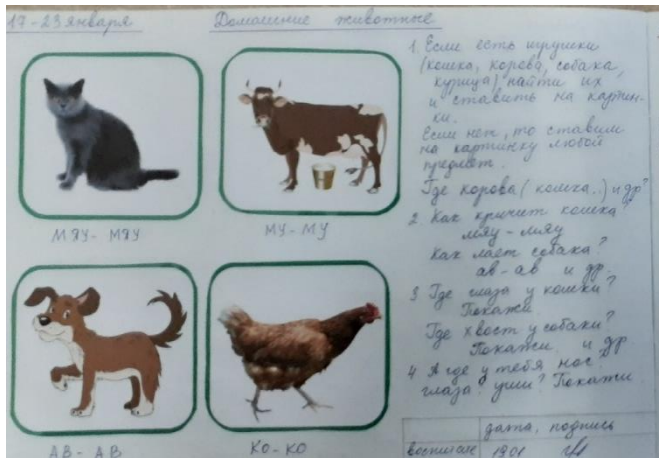 17-23 января Домашние животные
МЯУ- МЯУ
МУ- МУ
АВ- АВ
КО- КО
1. Если есть игрушки
(кошка, корова, собака,
курица) найти их,
и ставить на картин-
ки.
Если нет, то ставим
на картинку любой
предмет.
Где корова (кошка..) и др?
2 Как кричит кошка?
мяу-мяу
Как лает собака?
ав-ав и др.
3 Где глаза у кошки?
Покажи.
Где хвост у собаки?
Покажи и др
4 А где у тебя нос?
глаза? уши? Покажи.
дата, подпись
воспитат 1901